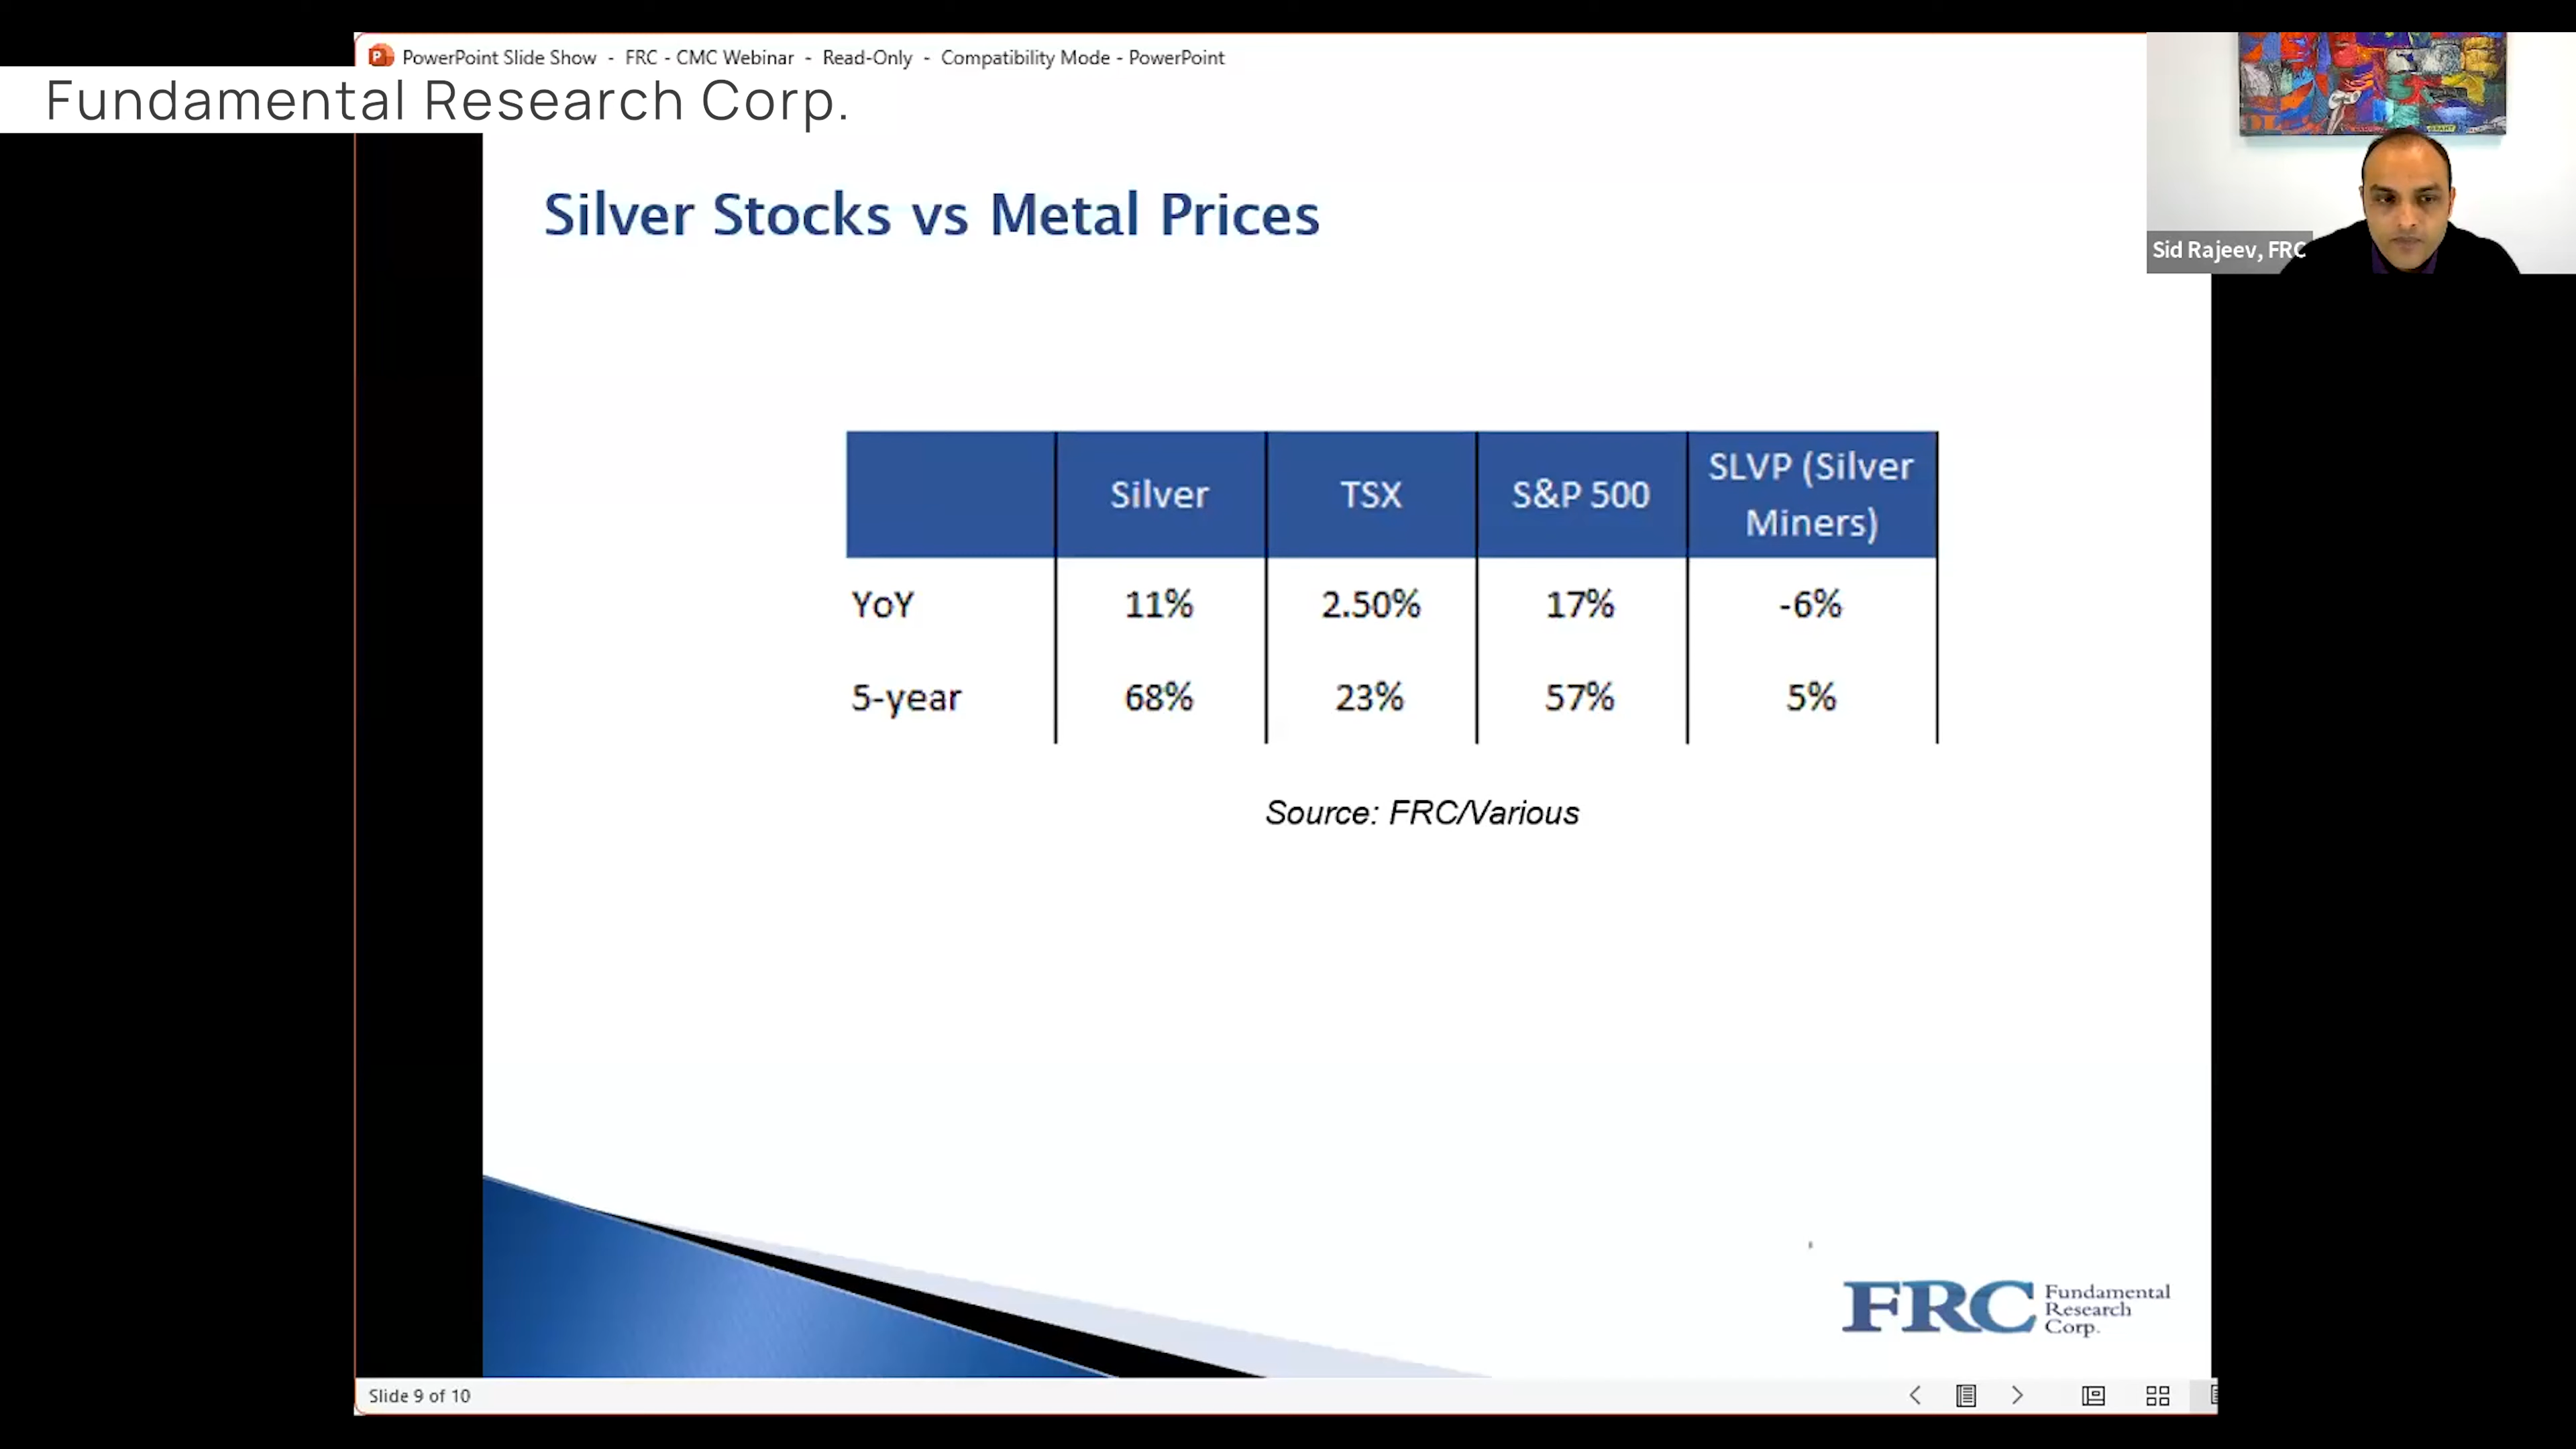 PowerPoint Slide Show - FRC - CMC Webinar - Read-Only - Compatibility Mode - PowerPoint
Fundamental Research Corp.
Sid Rajeev, FRC
Silver Stocks vs Metal Prices
Silver TSX S&P 500 SLVP (Silver Miners)
YoY 11% 2.50% 17% -6%
5-year 68% 23% 57% 5%
Source: FRC/Various
FRC
Fundamental
Research
Corp.
Slide 9 of 10